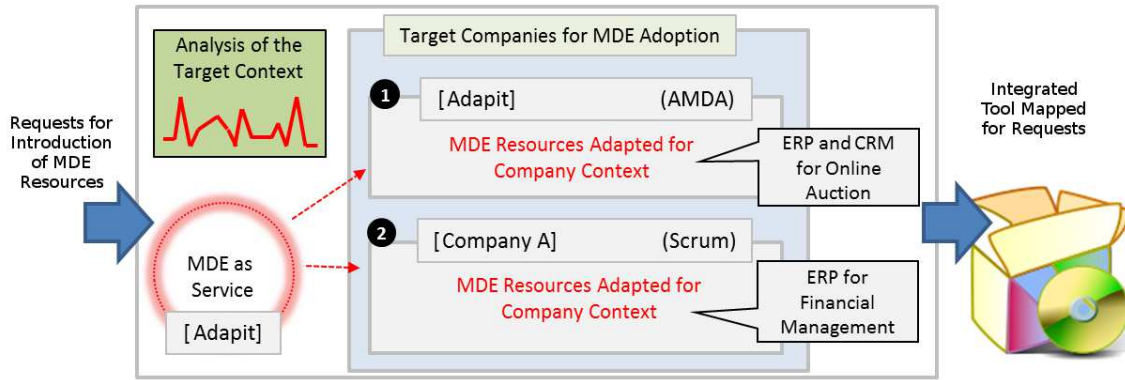 Requests for
Introduction
of MDE
Resources
Analysis of the
Target Context
MDE as
Service
[Adapit]
Target Companies for MDE Adoption
1
[Adapit] (AMDA)
MDE Resources Adapted for
Company Context
ERP and CRM
for Online
Auction
2
[Company A] (Scrum)
MDE Resources Adapted for
Company Context
ERP for
Financial
Management
Integrated
Tool Mapped
for Requests